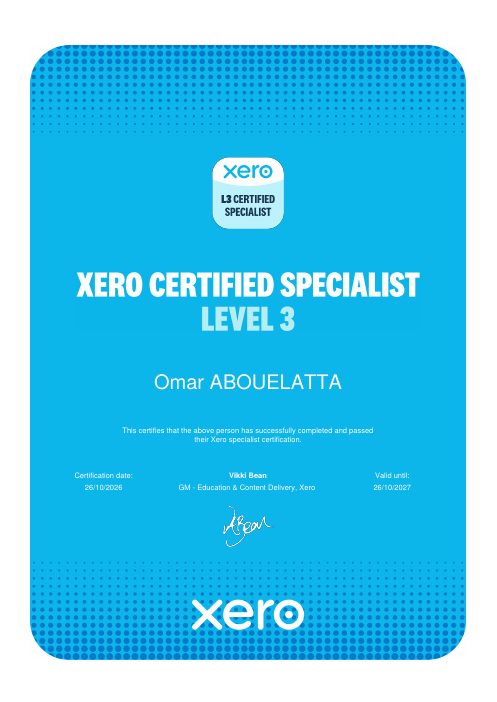 xero
L3 CERTIFIED
SPECIALIST
XERO CERTIFIED SPECIALIST
LEVEL 3
Omar ABOUELATTA
This certifies that the above person has successfully completed and passed
their Xero specialist certification.
Certification date:
26/10/2026
Vikki Bean
GM - Education & Content Delivery, Xero
Valid until:
26/10/2027
VBean
xero